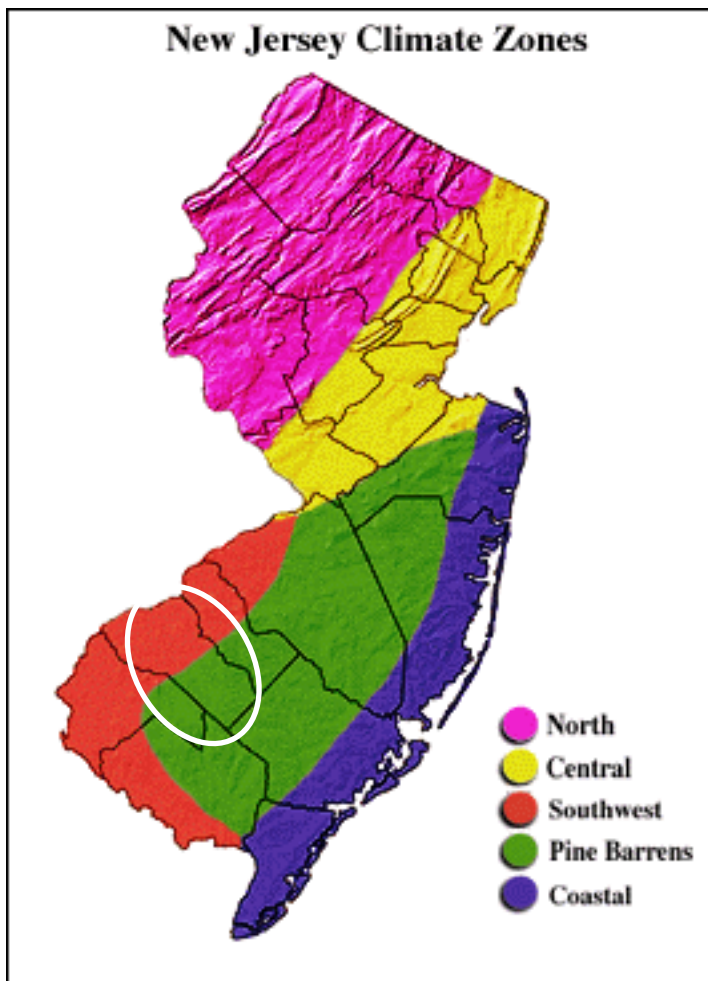 New Jersey Climate Zones
North
Central
Southwest
Pine Barrens
Coastal